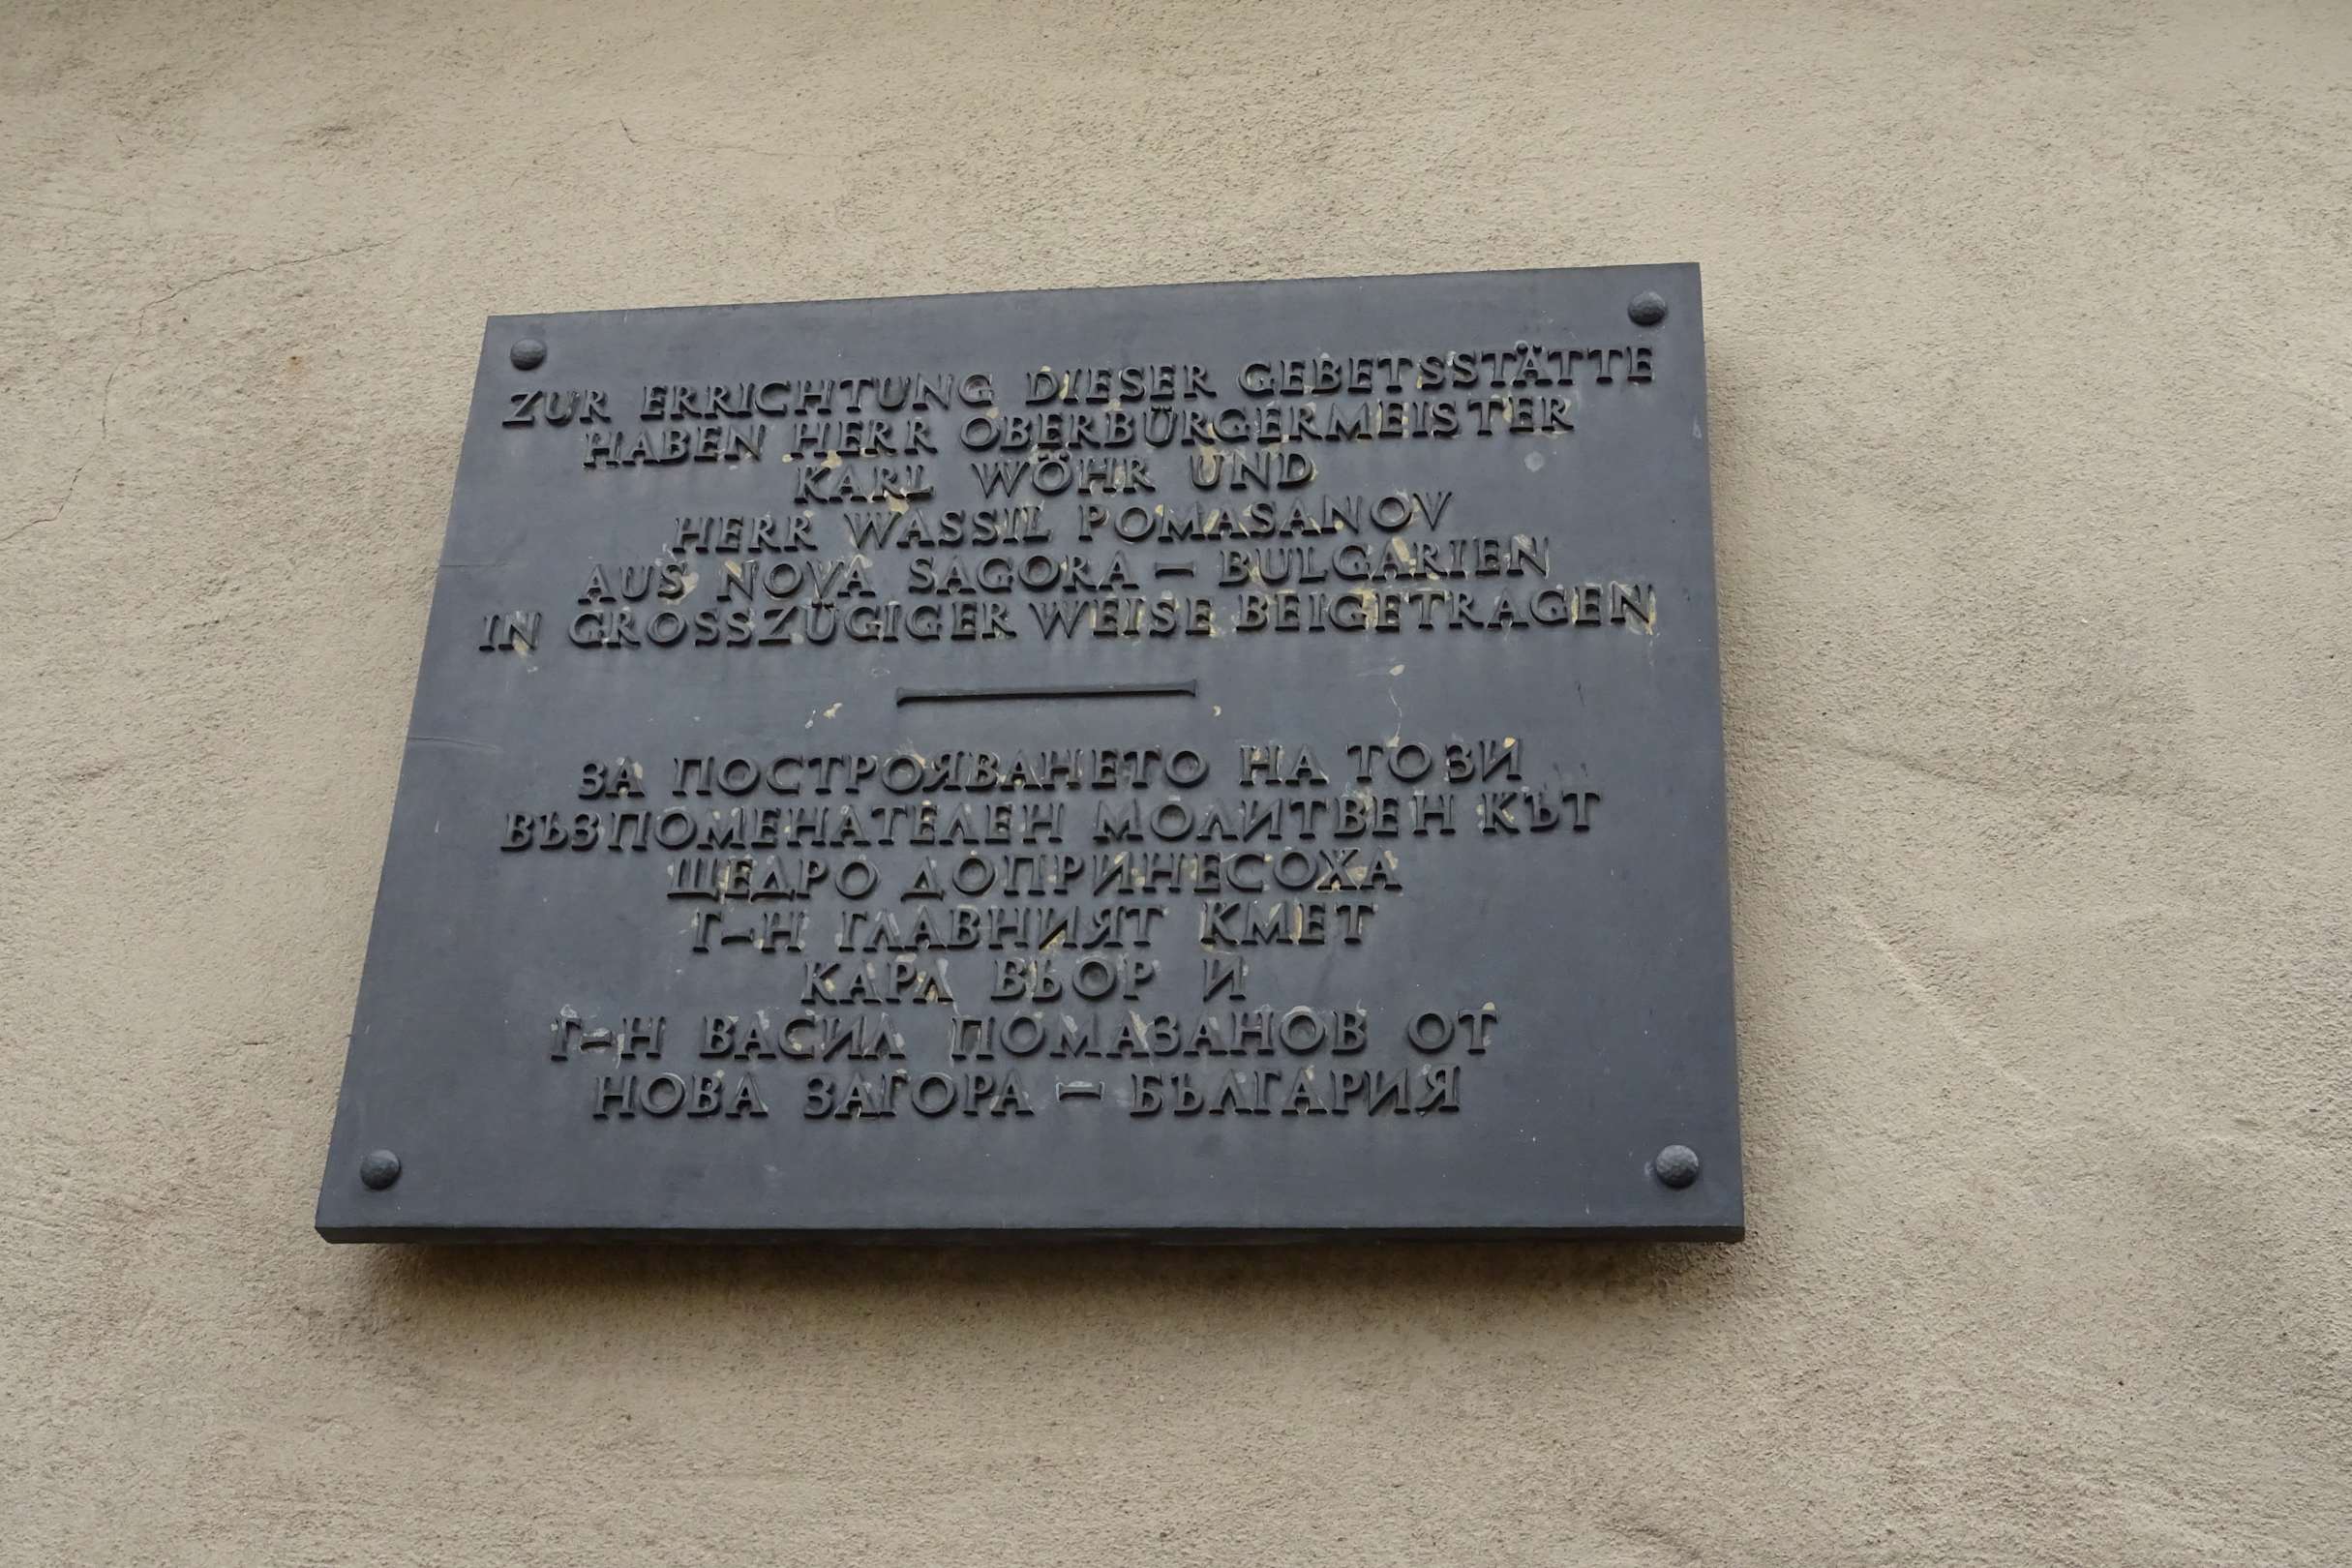 ZUR ERRICHTUNG DIESER GEBETSSTÄTTE
HABEN HERR OBERBÜRGERMEISTER
KARL WÖHR UND
HERR WASSIL POMASANOV
AUS NOVA SAGORA – BULGARIEN
IN GROSSZÜGIGER WEISE BEIGETRAGEN
ЗА ПОСТРОЯВАНЕТО НА ТОЗИ
ВЪЗПОМЕНАТЕЛЕН МОЛИТВЕН КЪТ
ЩЕДРО ДОПРИНЕСОХА
Г–Н ГЛАВНИЯТ КМЕТ
КАРЛ ВЬОР И
Г–Н ВАСИЛ ПОМАЗАНОВ ОТ
НОВА ЗАГОРА – БЪЛГАРИЯ